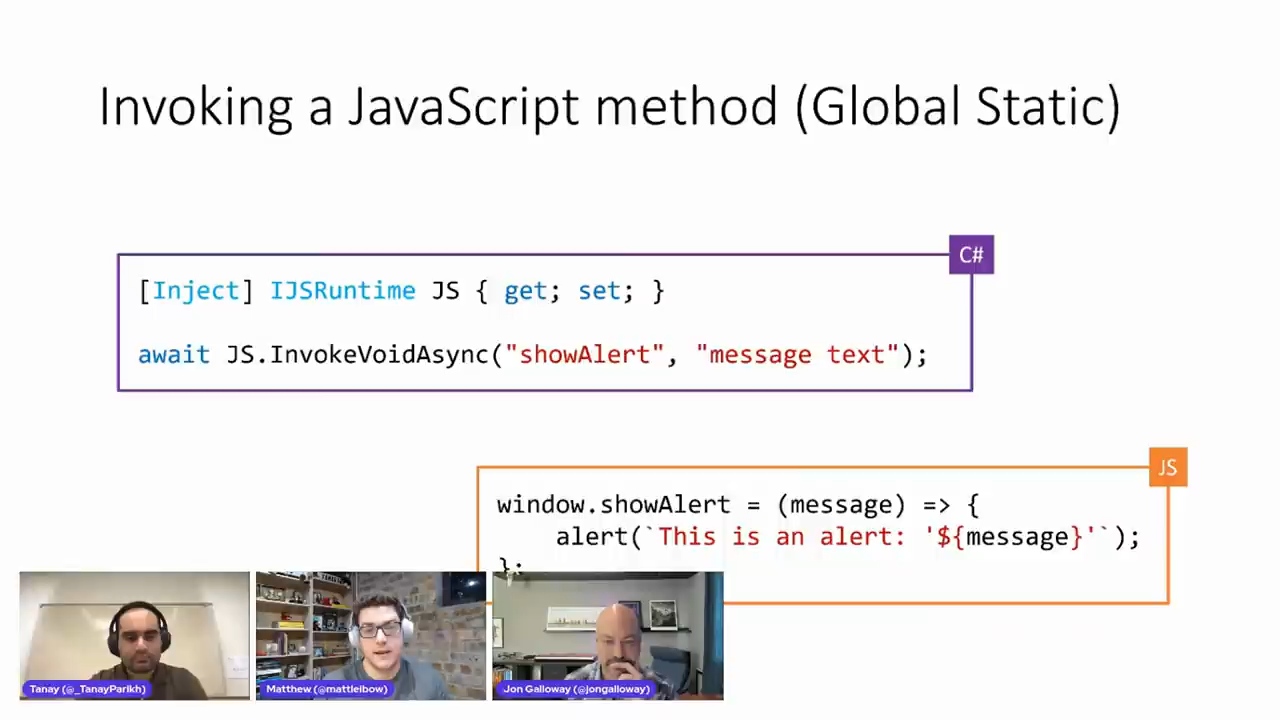 Invoking a JavaScript method (Global Static)
C#
[Inject] IJSRuntime JS { get; set; }
await JS.InvokeVoidAsync("showAlert", "message text");
JS
window.showAlert = (message) => {
    alert(`This is an alert: '${message}'`);
};
Tanay (@_TanayParikh)
Matthew (@mattleibow)
Jon Galloway (@jongalloway)